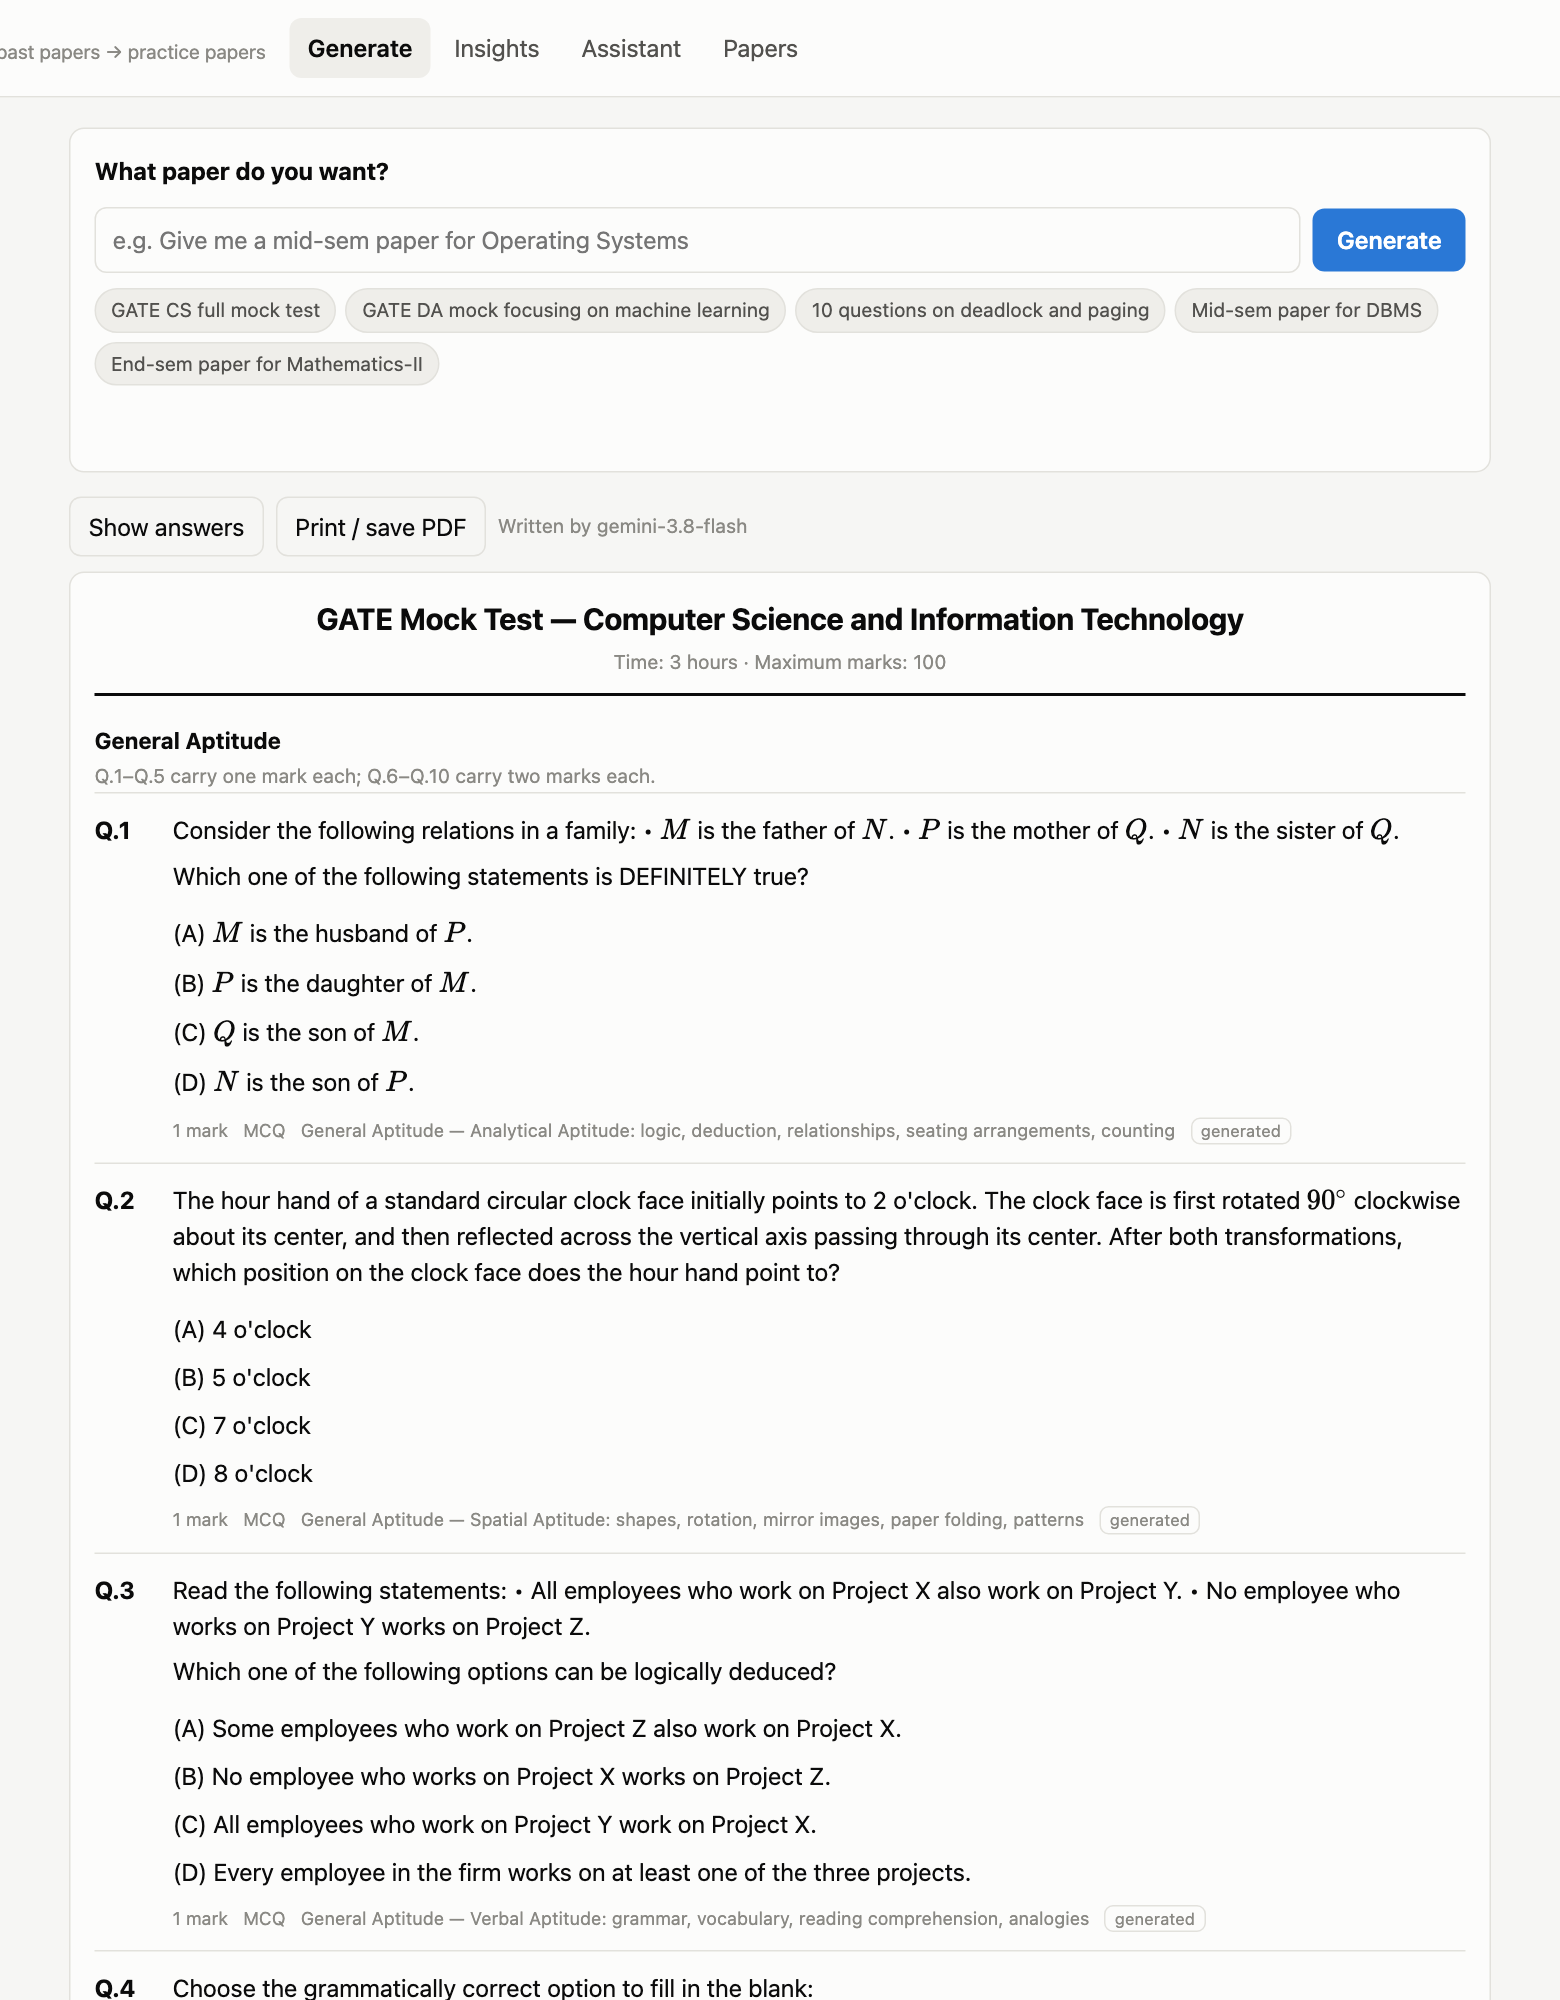 past papers → practice papers Generate Insights Assistant Papers
What paper do you want?
e.g. Give me a mid-sem paper for Operating Systems Generate
GATE CS full mock test GATE DA mock focusing on machine learning 10 questions on deadlock and paging Mid-sem paper for DBMS
End-sem paper for Mathematics-II
Show answers Print / save PDF Written by gemini-3.8-flash
GATE Mock Test — Computer Science and Information Technology
Time: 3 hours · Maximum marks: 100
General Aptitude
Q.1–Q.5 carry one mark each; Q.6–Q.10 carry two marks each.
Q.1 Consider the following relations in a family: • M is the father of N. • P is the mother of Q. • N is the sister of Q.
Which one of the following statements is DEFINITELY true?
(A) M is the husband of P.
(B) P is the daughter of M.
(C) Q is the son of M.
(D) N is the son of P.
1 mark MCQ General Aptitude — Analytical Aptitude: logic, deduction, relationships, seating arrangements, counting generated
Q.2 The hour hand of a standard circular clock face initially points to 2 o'clock. The clock face is first rotated 90° clockwise
about its center, and then reflected across the vertical axis passing through its center. After both transformations,
which position on the clock face does the hour hand point to?
(A) 4 o'clock
(B) 5 o'clock
(C) 7 o'clock
(D) 8 o'clock
1 mark MCQ General Aptitude — Spatial Aptitude: shapes, rotation, mirror images, paper folding, patterns generated
Q.3 Read the following statements: • All employees who work on Project X also work on Project Y. • No employee who
works on Project Y works on Project Z.
Which one of the following options can be logically deduced?
(A) Some employees who work on Project Z also work on Project X.
(B) No employee who works on Project X works on Project Z.
(C) All employees who work on Project Y work on Project X.
(D) Every employee in the firm works on at least one of the three projects.
1 mark MCQ General Aptitude — Verbal Aptitude: grammar, vocabulary, reading comprehension, analogies generated
Q.4 Choose the grammatically correct option to fill in the blank: